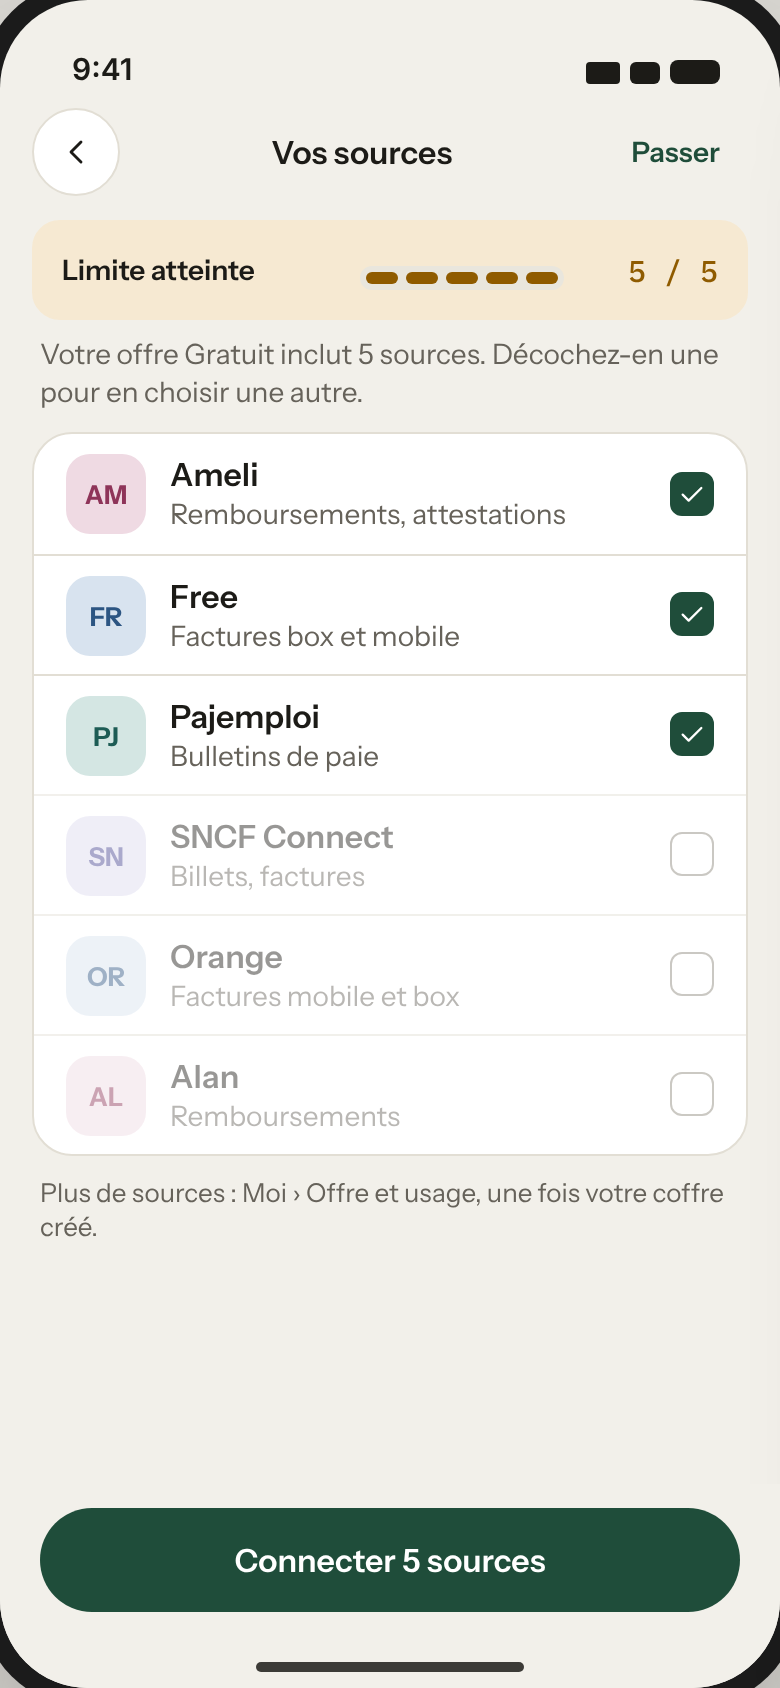 9:41
Vos sources
Passer
Limite atteinte
5 / 5
Votre offre Gratuit inclut 5 sources. Décochez-en une
pour en choisir une autre.
AM
Ameli
Remboursements, attestations
FR
Free
Factures box et mobile
PJ
Pajemploi
Bulletins de paie
SN
SNCF Connect
Billets, factures
OR
Orange
Factures mobile et box
AL
Alan
Remboursements
Plus de sources : Moi › Offre et usage, une fois votre coffre
créé.
Connecter 5 sources